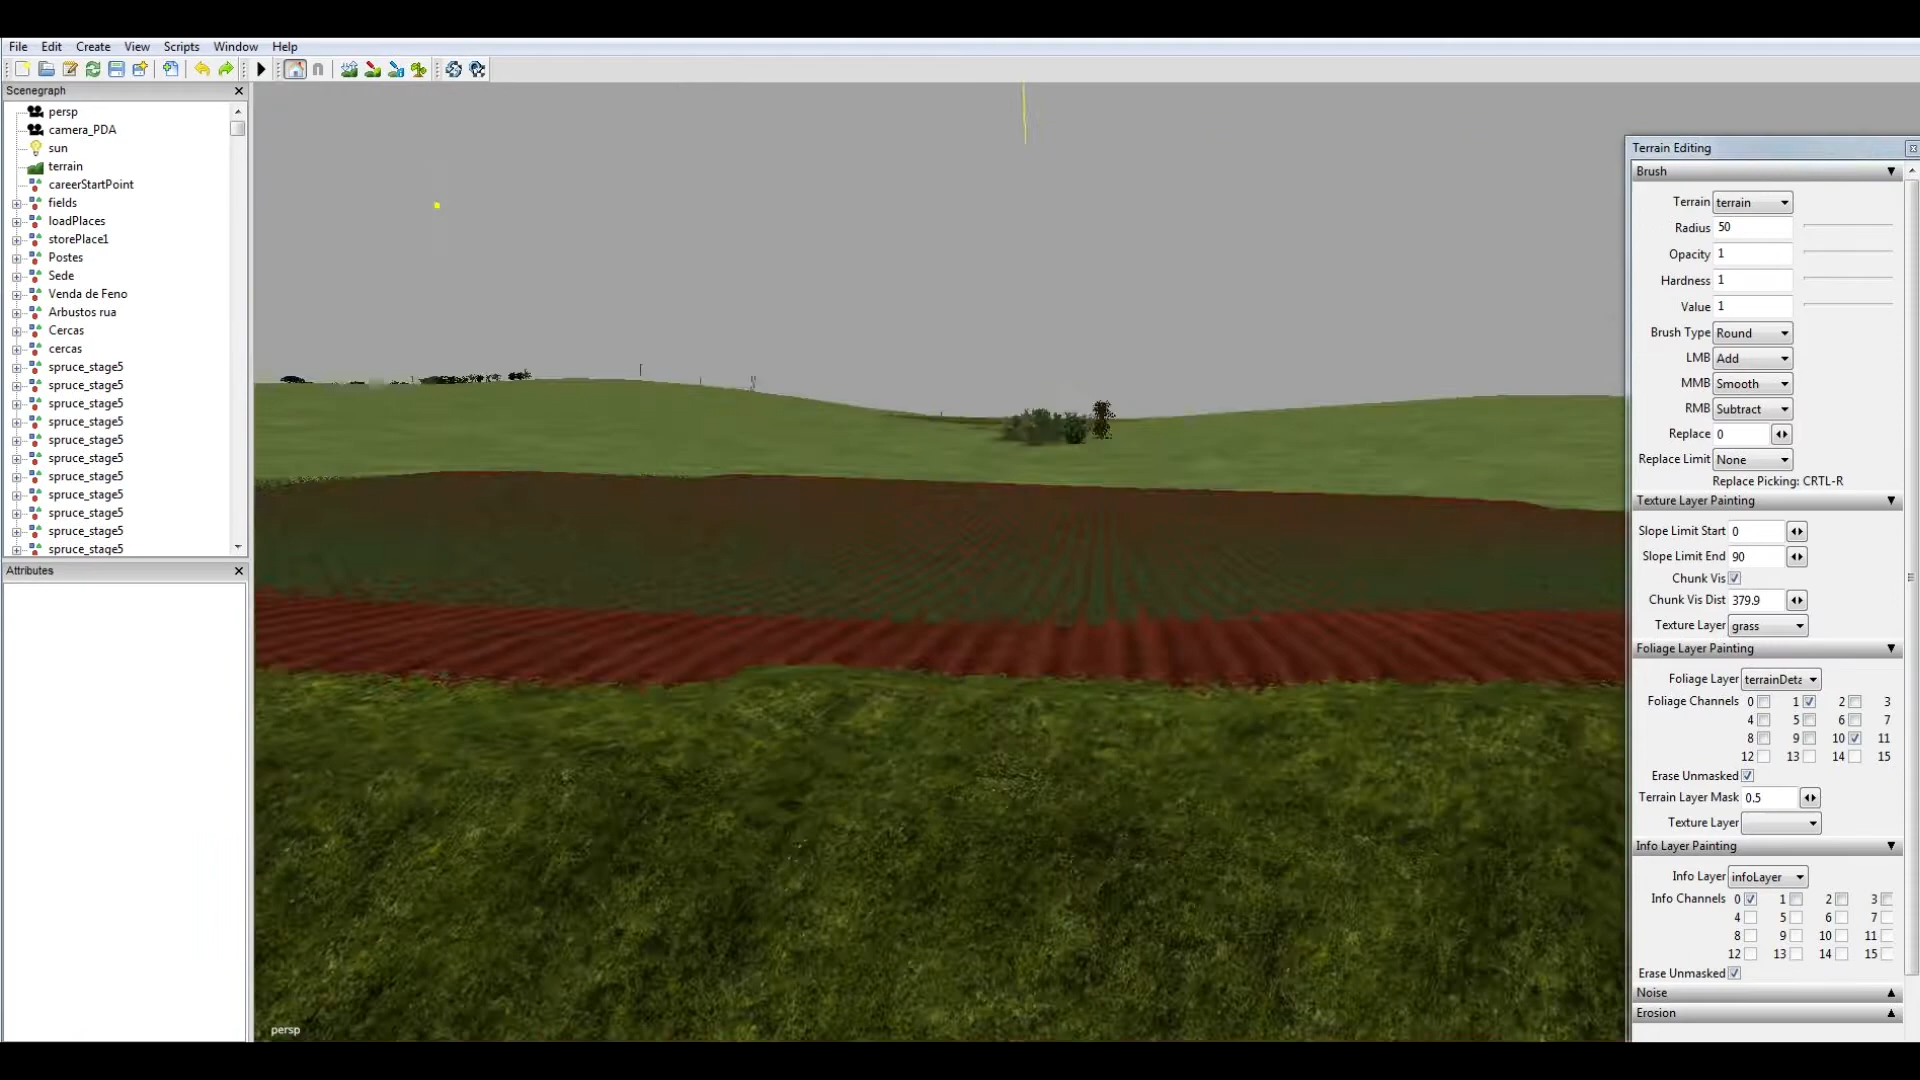 File Edit Create View Scripts Window Help
Scenegraph
persp
camera_PDA
sun
terrain
careerStartPoint
fields
loadPlaces
storePlace1
Postes
Sede
Venda de Feno
Arbustos rua
Cercas
cercas
spruce_stage5
spruce_stage5
spruce_stage5
spruce_stage5
spruce_stage5
spruce_stage5
spruce_stage5
spruce_stage5
spruce_stage5
spruce_stage5
spruce_stage5
Attributes
persp
Terrain Editing
Brush
Terrain terrain
Radius 50
Opacity 1
Hardness 1
Value 1
Brush Type Round
LMB Add
MMB Smooth
RMB Subtract
Replace 0
Replace Limit None
Replace Picking: CRTL-R
Texture Layer Painting
Slope Limit Start 0
Slope Limit End 90
Chunk Vis
Chunk Vis Dist 379.9
Texture Layer grass
Foliage Layer Painting
Foliage Layer terrainDeta
Foliage Channels 0 1 2 3
4 5 6 7
8 9 10 11
12 13 14 15
Erase Unmasked
Terrain Layer Mask 0.5
Texture Layer
Info Layer Painting
Info Layer infoLayer
Info Channels 0 1 2 3
4 5 6 7
8 9 10 11
12 13 14 15
Erase Unmasked
Noise
Erosion